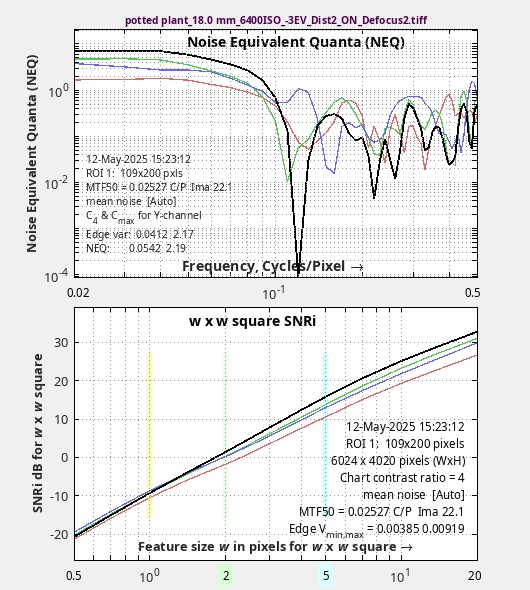 potted plant_18.0 mm_6400ISO_-3EV_Dist2_ON_Defocus2.tiff
Noise Equivalent Quanta (NEQ)
Noise Equivalent Quanta (NEQ)
10^0
10^-2
10^-4
12-May-2025 15:23:12
ROI 1: 109x200 pxls
MTF50 = 0.02527 C/P Ima 22.1
mean noise [Auto]
C4 & Cmax for Y-channel
Edge var: 0.0412 2.17
NEQ: 0.0542 2.19
Frequency, Cycles/Pixel →
0.02 10^-1 0.5
w x w square SNRi
SNRi dB for w x w square
30
20
10
0
-10
-20
12-May-2025 15:23:12
ROI 1: 109x200 pixels
6024 x 4020 pixels (WxH)
Chart contrast ratio = 4
mean noise [Auto]
MTF50 = 0.02527 C/P Ima 22.1
Edge Vmin,max = 0.00385 0.00919
Feature size w in pixels for w x w square →
0.5 10^0 2 5 10^1 20